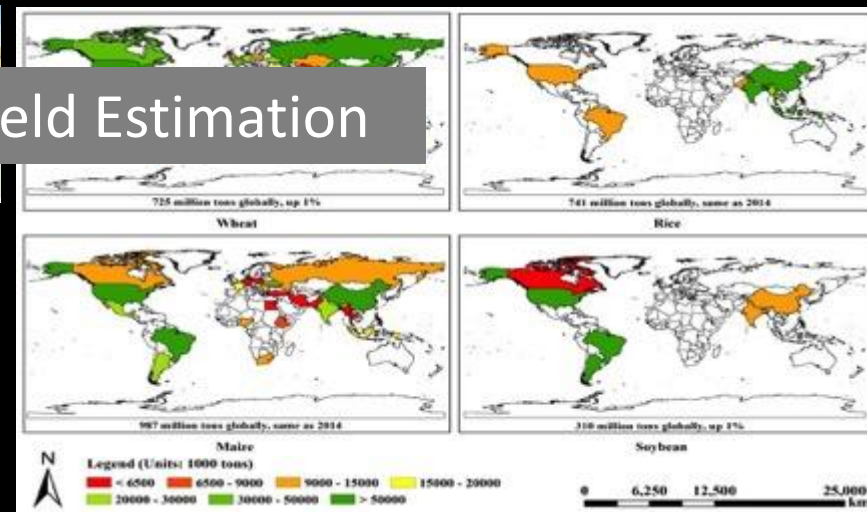 eld Estimation
725 million tons globally, up 1%
Wheat
741 million tons globally, same as 2014
Rice
987 million tons globally, same as 2014
Maize
310 million tons globally, up 1%
Soybean
N
Legend (Units: 1000 tons)
< 6500 6500 - 9000 9000 - 15000 15000 - 20000
20000 - 30000 30000 - 50000 > 50000
0 6,250 12,500 25,000
km